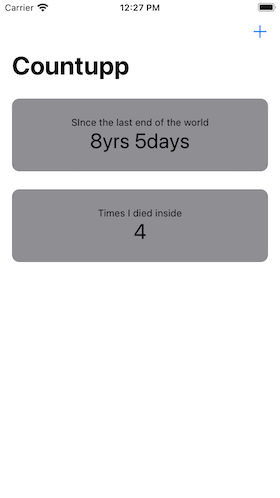 Carrier 12:27 PM
+
Countupp
SInce the last end of the world
8yrs 5days
Times I died inside
4